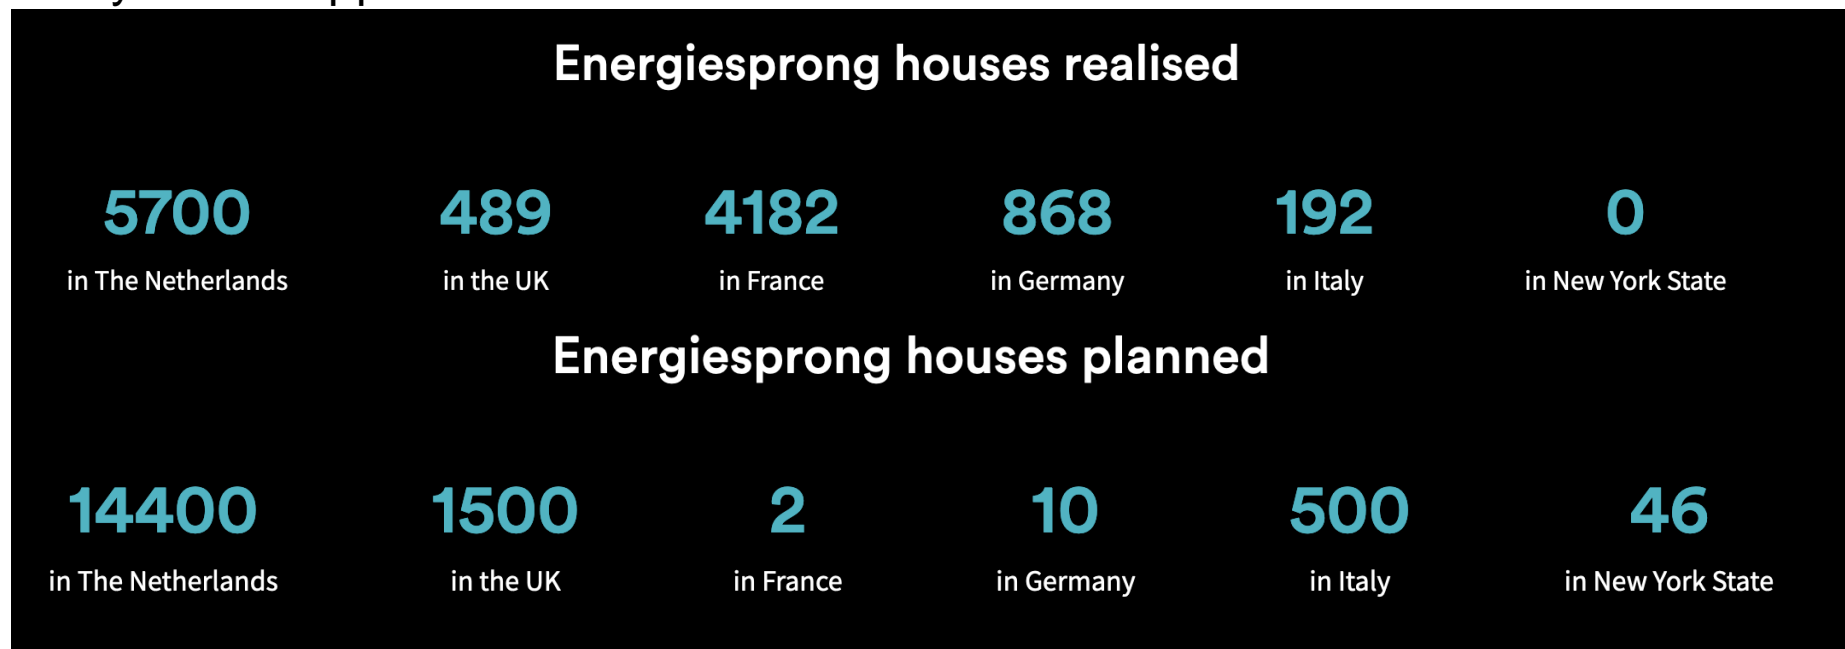 Energiesprong houses realised
5700 489 4182 868 192 0
in The Netherlands in the UK in France in Germany in Italy in New York State
Energiesprong houses planned
14400 1500 2 10 500 46
in The Netherlands in the UK in France in Germany in Italy in New York State